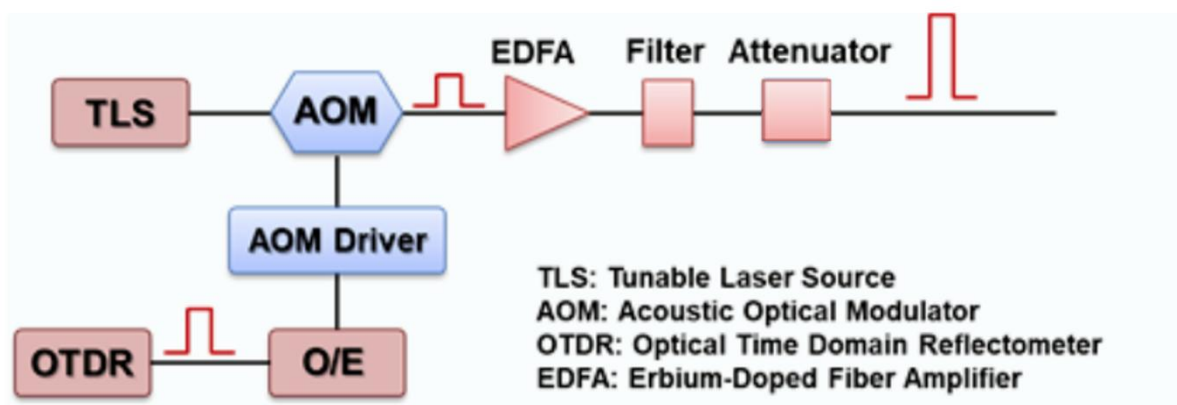 EDFA Filter Attenuator
TLS
AOM
AOM Driver
OTDR
O/E
TLS: Tunable Laser Source
AOM: Acoustic Optical Modulator
OTDR: Optical Time Domain Reflectometer
EDFA: Erbium-Doped Fiber Amplifier